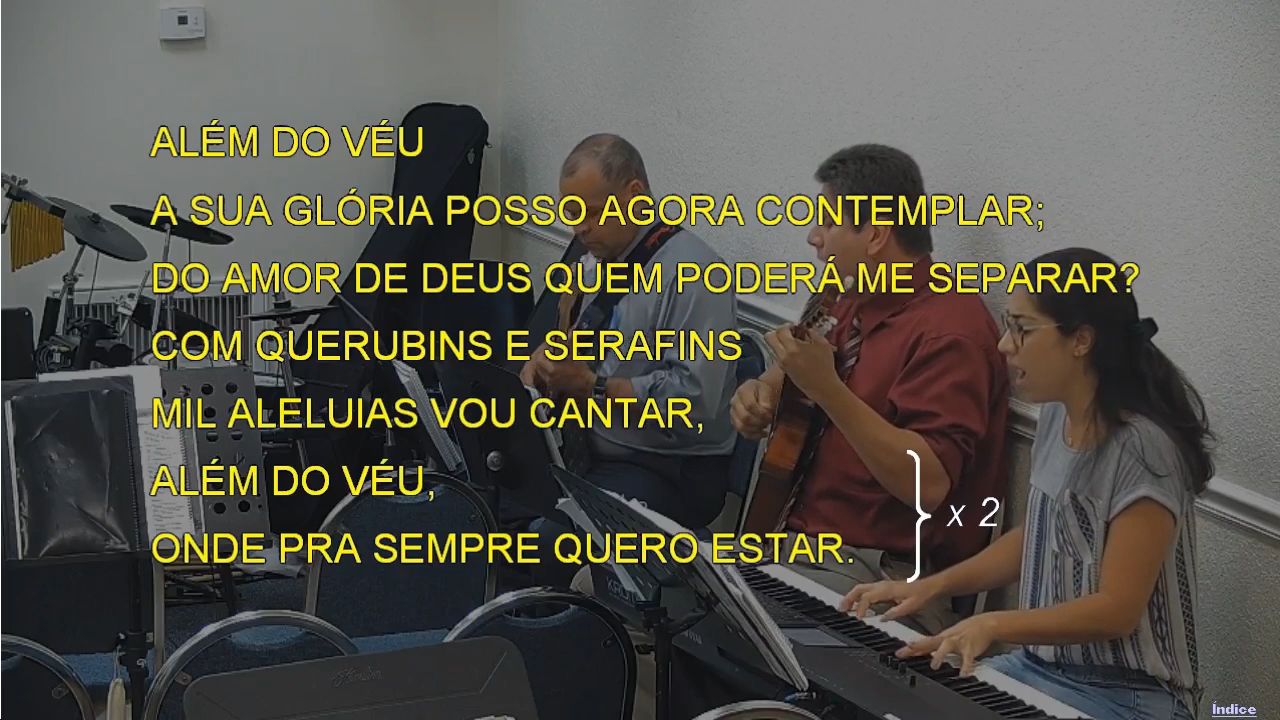 ALÉM DO VÉU
A SUA GLÓRIA POSSO AGORA CONTEMPLAR;
DO AMOR DE DEUS QUEM PODERÁ ME SEPARAR?
COM QUERUBINS E SERAFINS
MIL ALELUIAS VOU CANTAR,
ALÉM DO VÉU,
ONDE PRA SEMPRE QUERO ESTAR.
x 2
Índice